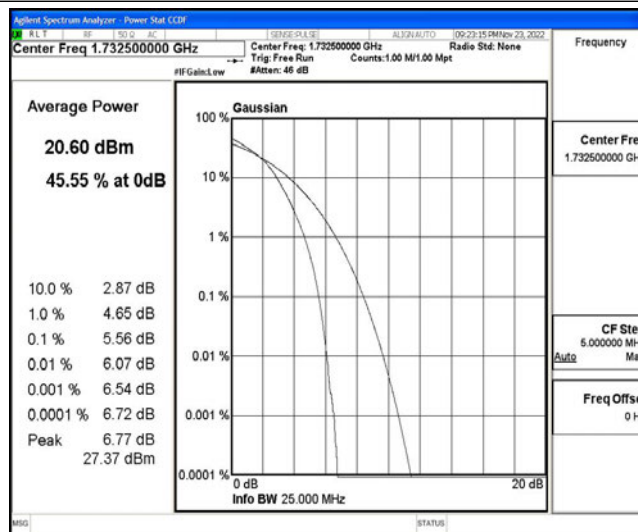 Agilent Spectrum Analyzer - Power Stat CCDF
RLT RF 50 Ω AC SENSE:PULSE ALIGN AUTO 09:23:15 PM Nov 23, 2022
Center Freq 1.732500000 GHz
Center Freq: 1.732500000 GHz Radio Std: None
Trig: Free Run Counts:1.00 M/1.00 Mpt
#IFGain:Low #Atten: 46 dB
Frequency
Average Power
20.60 dBm
45.55 % at 0dB
10.0 % 2.87 dB
1.0 % 4.65 dB
0.1 % 5.56 dB
0.01 % 6.07 dB
0.001 % 6.54 dB
0.0001 % 6.72 dB
Peak 6.77 dB
27.37 dBm
Gaussian
100 %
10 %
1 %
0.1 %
0.01 %
0.001 %
0.0001 %
0 dB 20 dB
Info BW 25.000 MHz
Center Fre
1.732500000 GH
CF Ste
5.000000 MH
Auto Ma
Freq Offse
0 H
MSG STATUS